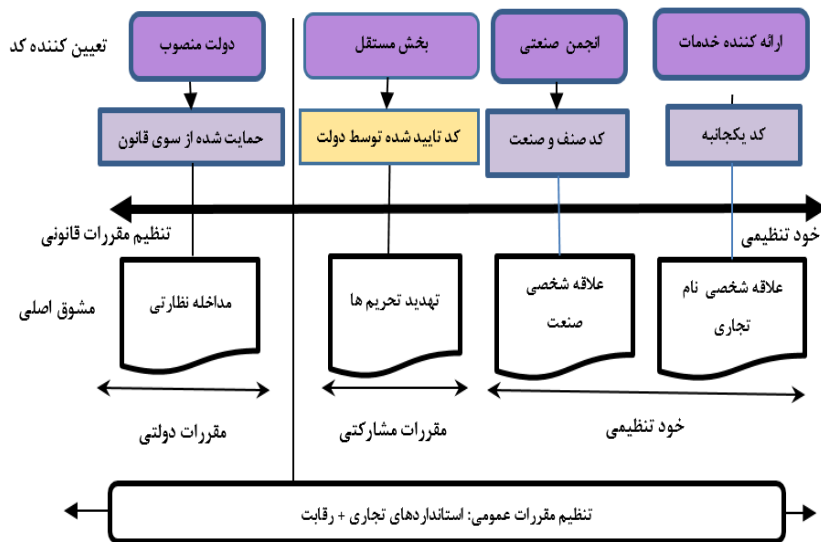 تعیین کننده کد
ارائه کننده خدمات
انجمن صنعتی
بخش مستقل
دولت منصوب
کد یکجانبه
کد صنف و صنعت
کد تایید شده توسط دولت
حمایت شده از سوی قانون
خود تنظیمی
تنظیم مقررات قانونی
مشوق اصلی
علاقه شخصی نام
تجاری
علاقه شخصی
صنعت
تهدید تحریم ها
مداخله نظارتی
خود تنظیمی
مقررات مشارکتی
مقررات دولتی
تنظیم مقررات عمومی: استانداردهای تجاری + رقابت